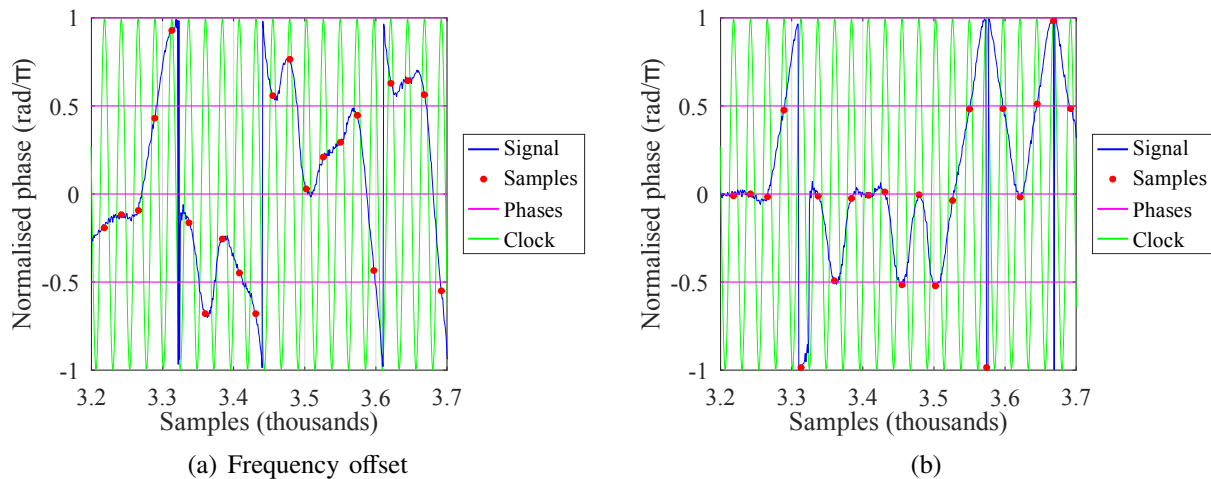 1
0.5
0
-0.5
-1
Normalised phase (rad/π)
3.2 3.3 3.4 3.5 3.6 3.7
Samples (thousands)
Signal
Samples
Phases
Clock
(a) Frequency offset
1
0.5
0
-0.5
-1
Normalised phase (rad/π)
3.2 3.3 3.4 3.5 3.6 3.7
Samples (thousands)
Signal
Samples
Phases
Clock
(b)